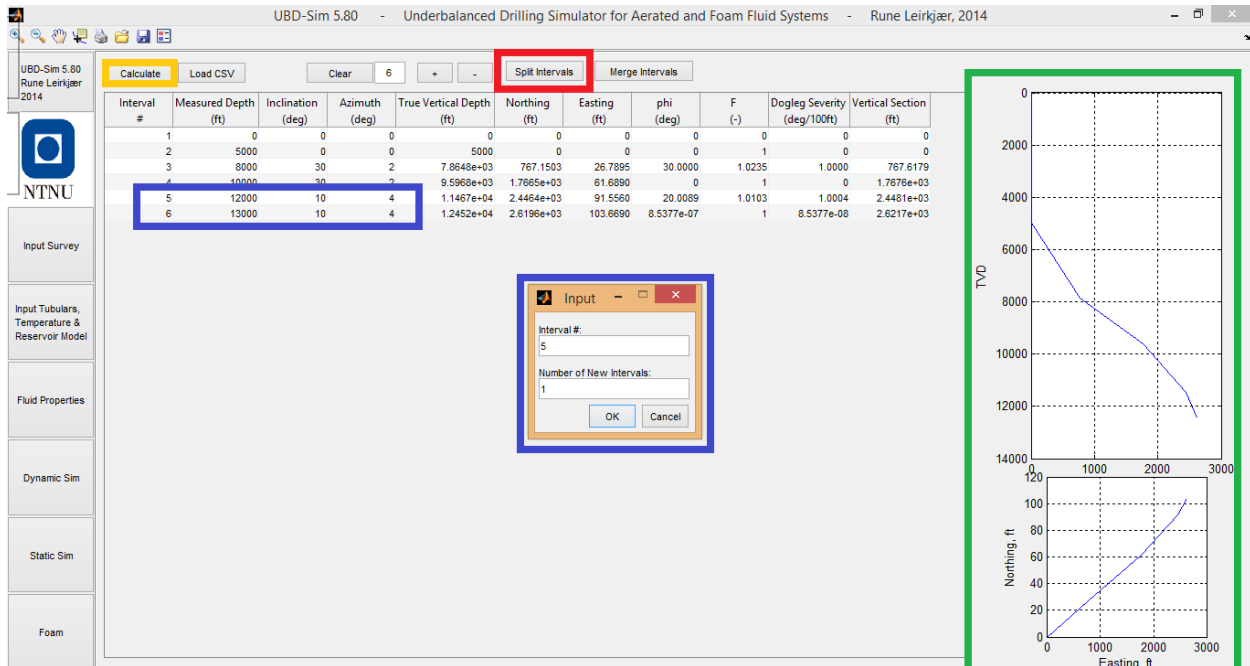 UBD-Sim 5.80 - Underbalanced Drilling Simulator for Aerated and Foam Fluid Systems - Rune Leirkjær, 2014
UBD-Sim 5.80
Rune Leirkjær
2014
NTNU
Input Survey
Input Tubulars,
Temperature &
Reservoir Model
Fluid Properties
Dynamic Sim
Static Sim
Foam
Calculate Load CSV Clear 6 + - Split Intervals Merge Intervals
Interval Measured Depth Inclination Azimuth True Vertical Depth Northing Easting phi F Dogleg Severity Vertical Section
# (ft) (deg) (deg) (ft) (ft) (ft) (deg) (-) (deg/100ft) (ft)
1 0 0 0 0 0 0 0 0 0 0
2 5000 0 0 5000 0 0 0 1 0 0
3 8000 30 2 7.8648e+03 767.1503 26.7895 30.0000 1.0235 1.0000 767.6179
4 10000 30 2 9.5968e+03 1.7665e+03 61.6890 0 1 0 1.7676e+03
5 12000 10 4 1.1467e+04 2.4464e+03 91.5560 20.0089 1.0103 1.0004 2.4481e+03
6 13000 10 4 1.2452e+04 2.6196e+03 103.6690 8.5377e-07 1 8.5377e-08 2.6217e+03
Input
Interval #:
5
Number of New Intervals:
1
OK Cancel
0
2000
4000
6000
TVD
8000
10000
12000
14000
0 1000 2000 3000
120
100
80
Northing, ft
60
40
20
0
0 1000 2000 3000
Easting, ft